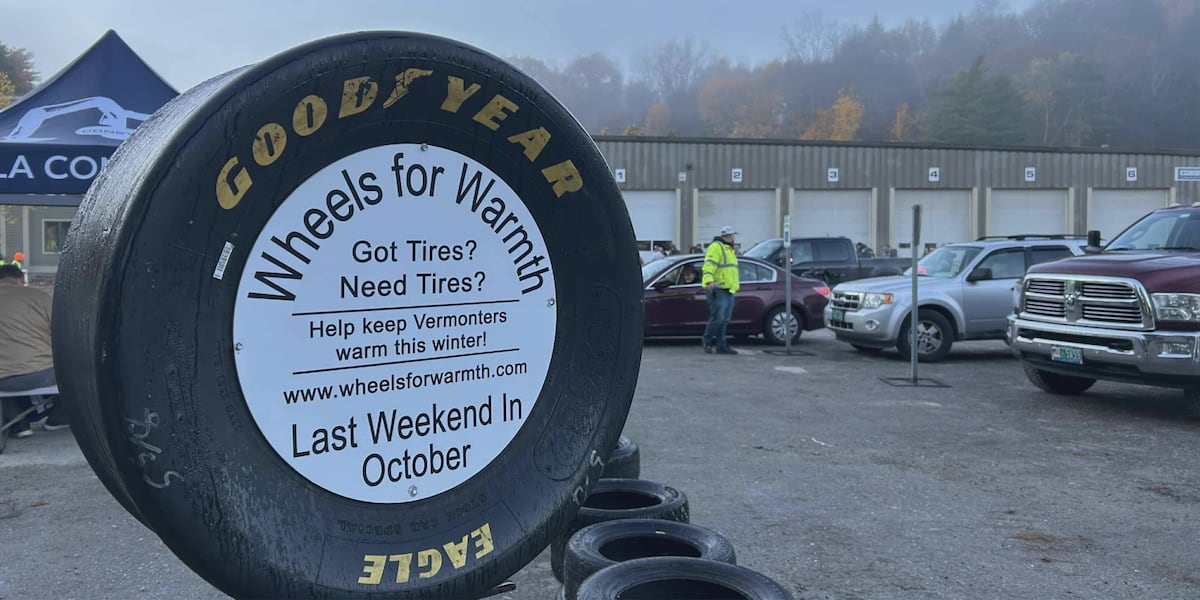 GOODYEAR
Wheels for Warmth
Got Tires?
Need Tires?
Help keep Vermonters
warm this winter!
www.wheelsforwarmth.com
Last Weekend In
October
EAGLE
LA CON
1
2
3
4
5
6